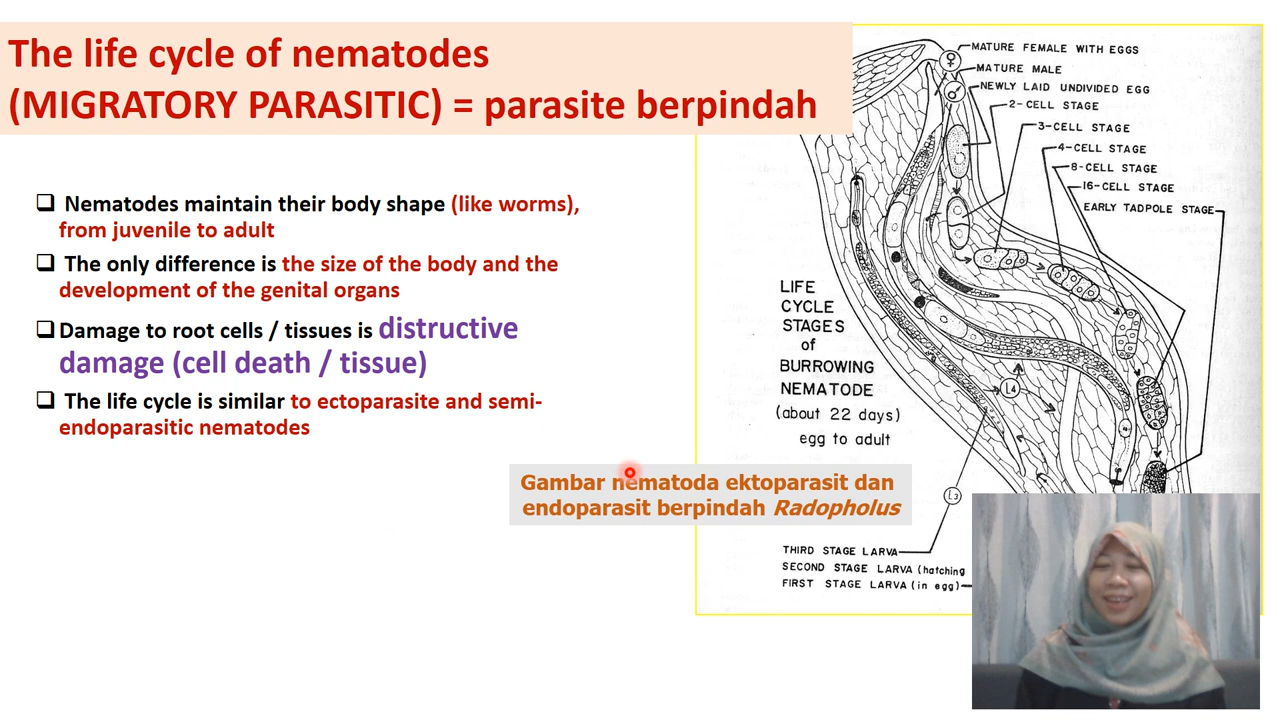 The life cycle of nematodes
(MIGRATORY PARASITIC) = parasite berpindah
❑ Nematodes maintain their body shape (like worms),
from juvenile to adult
❑ The only difference is the size of the body and the
development of the genital organs
❑ Damage to root cells / tissues is distructive
damage (cell death / tissue)
❑ The life cycle is similar to ectoparasite and semi-
endoparasitic nematodes
Gambar nematoda ektoparasit dan
endoparasit berpindah Radopholus
MATURE FEMALE WITH EGGS
MATURE MALE
NEWLY LAID UNDIVIDED EGG
2-CELL STAGE
3-CELL STAGE
4-CELL STAGE
8-CELL STAGE
16-CELL STAGE
EARLY TADPOLE STAGE
LIFE
CYCLE
STAGES
of
BURROWING
NEMATODE
(about 22 days)
egg to adult
L4
L3
THIRD STAGE LARVA
SECOND STAGE LARVA (hatching
FIRST STAGE LARVA (in egg)